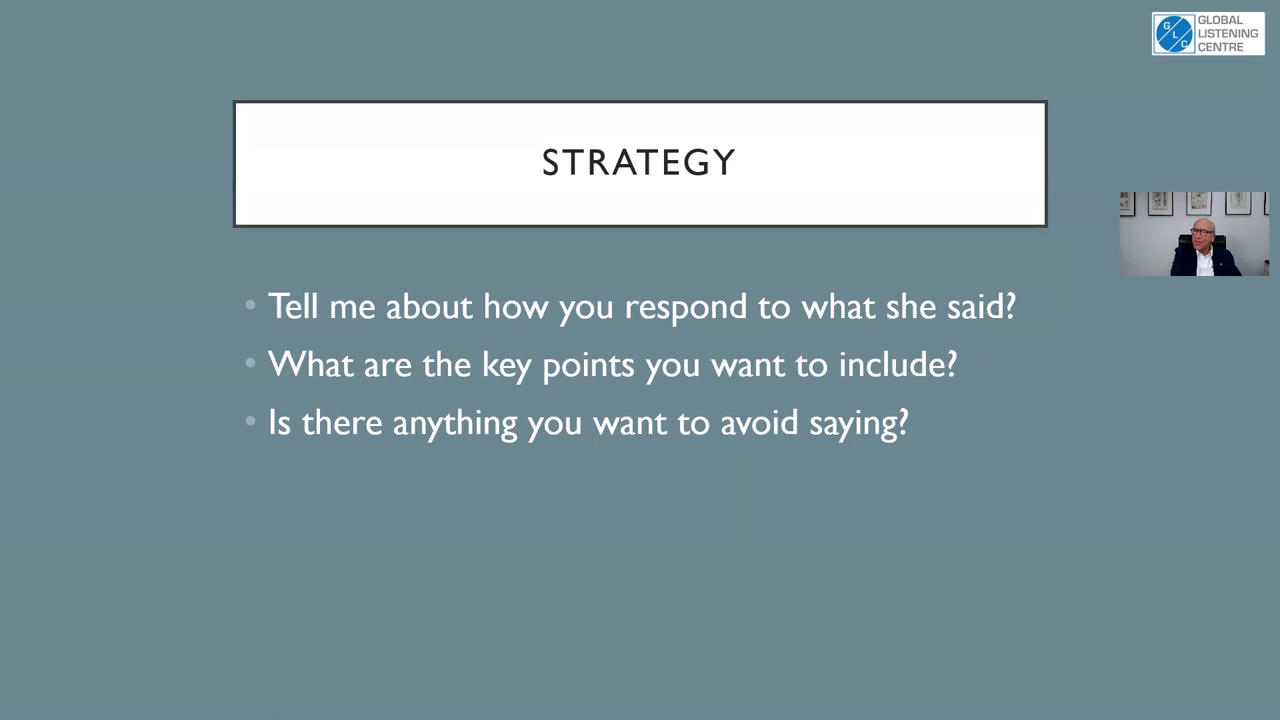 GLC
GLOBAL
LISTENING
CENTRE
STRATEGY
• Tell me about how you respond to what she said?
• What are the key points you want to include?
• Is there anything you want to avoid saying?